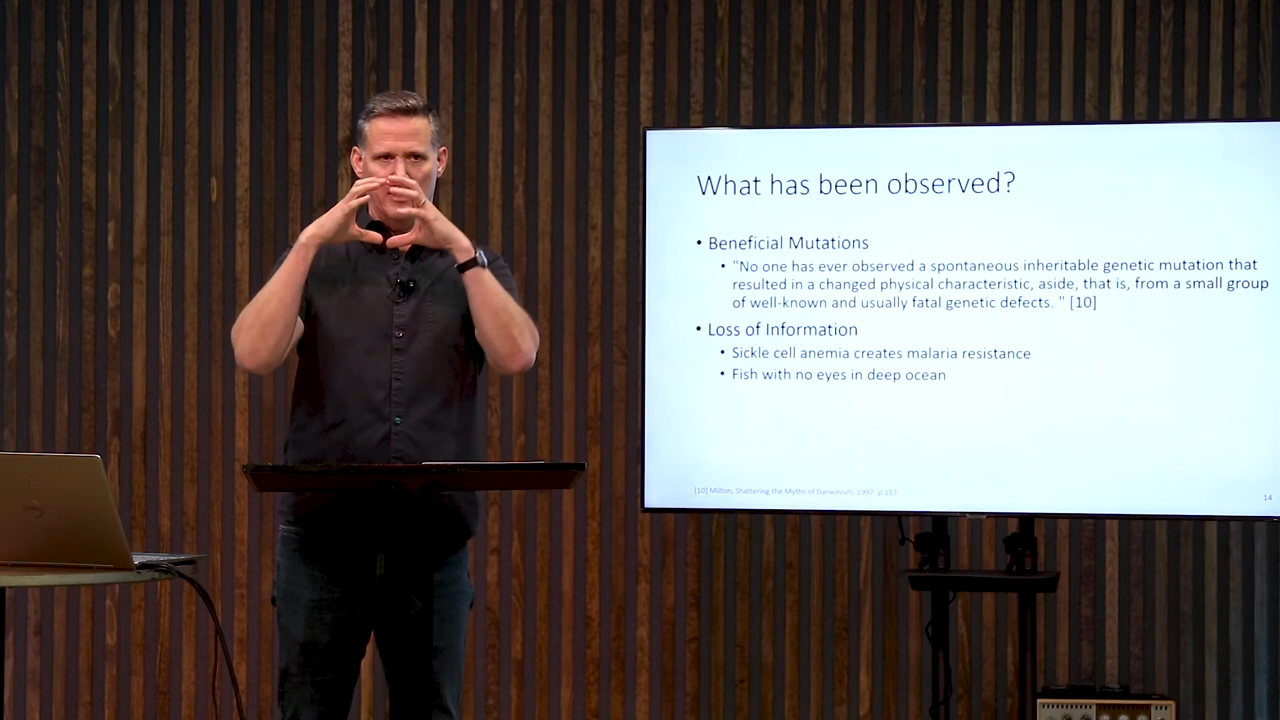 What has been observed?
• Beneficial Mutations
• "No one has ever observed a spontaneous inheritable genetic mutation that
resulted in a changed physical characteristic, aside, that is, from a small group
of well-known and usually fatal genetic defects. " [10]
• Loss of Information
• Sickle cell anemia creates malaria resistance
• Fish with no eyes in deep ocean
[10] Milton, Shattering the Myths of Darwinism, 1997. p.157
14